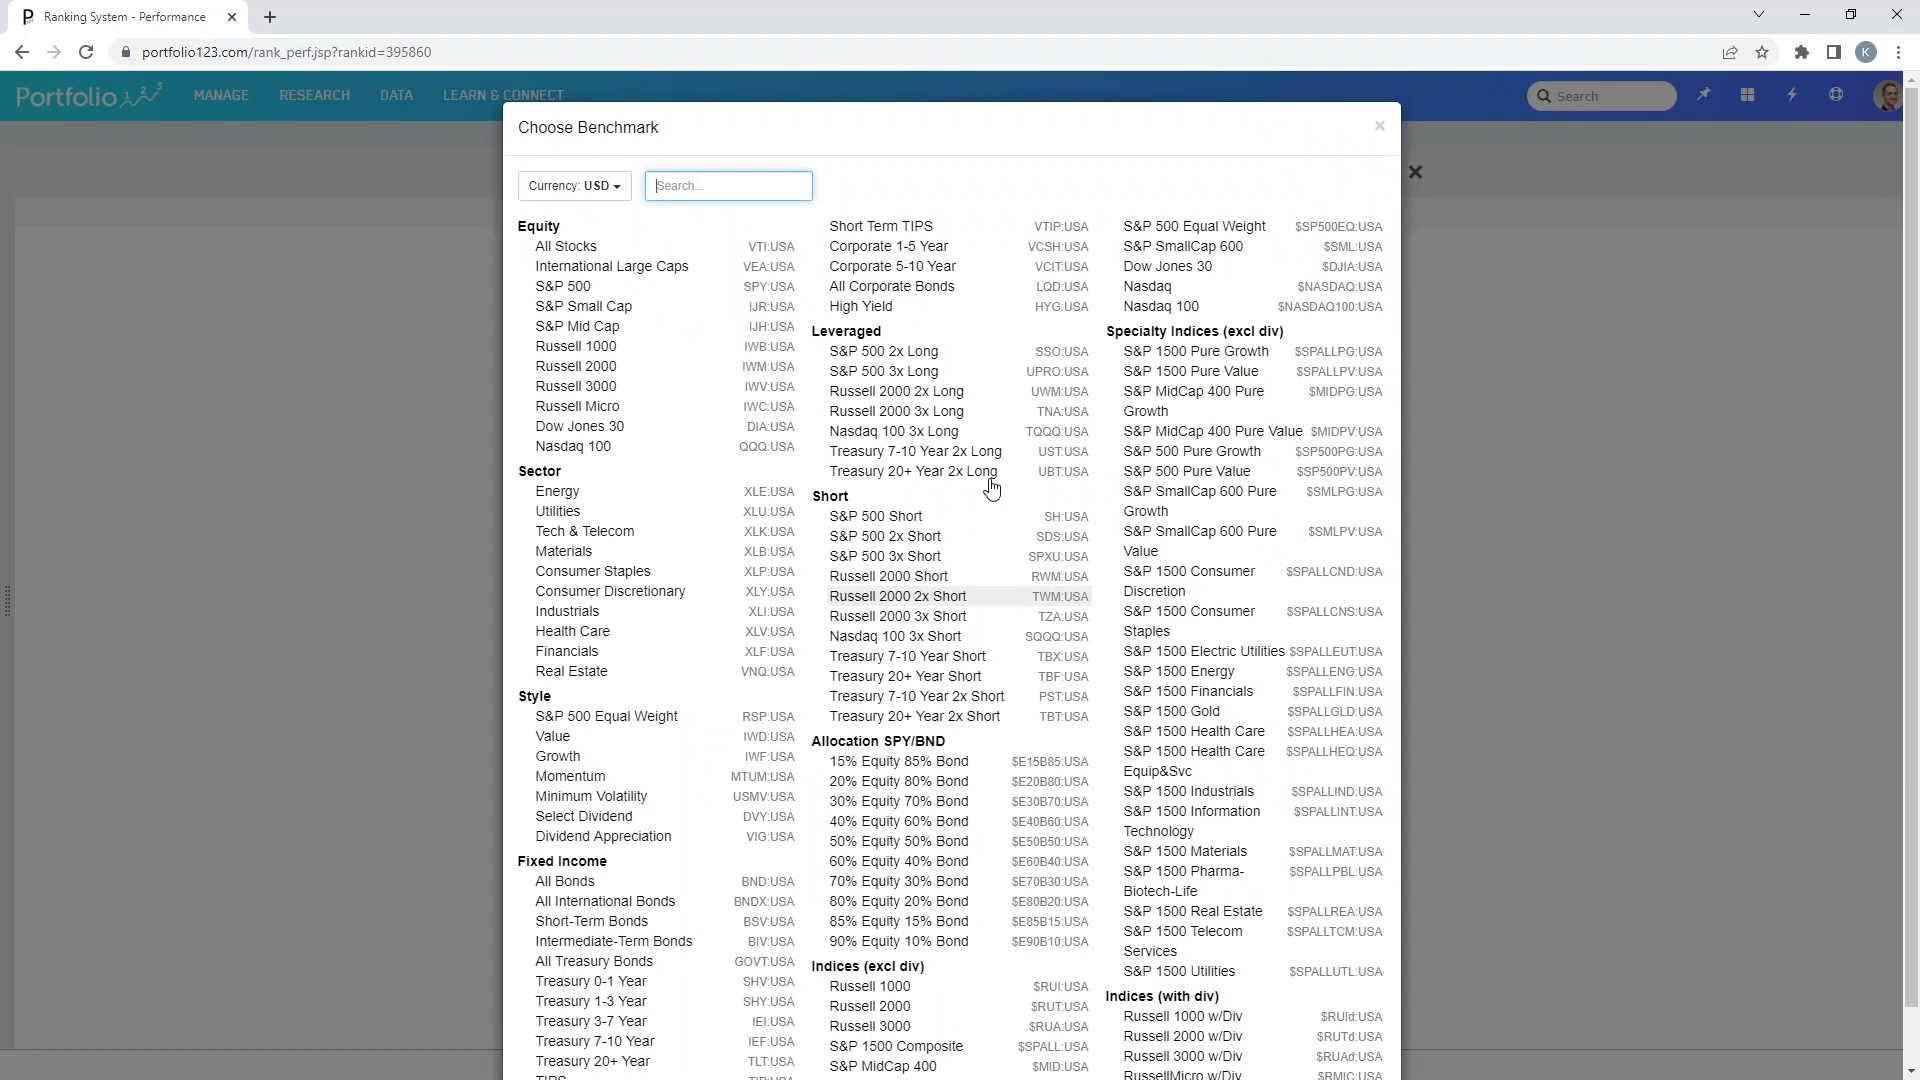 Ranking System - Performance
portfolio123.com/rank_perf.jsp?rankid=395860
K
Portfolio 1 2 3
MANAGE
RESEARCH
DATA
LEARN & CONNECT
Search
Choose Benchmark
Currency: USD
Search...
Equity
All Stocks VTI:USA
International Large Caps VEA:USA
S&P 500 SPY:USA
S&P Small Cap IJR:USA
S&P Mid Cap IJH:USA
Russell 1000 IWB:USA
Russell 2000 IWM:USA
Russell 3000 IWV:USA
Russell Micro IWC:USA
Dow Jones 30 DIA:USA
Nasdaq 100 QQQ:USA
Sector
Energy XLE:USA
Utilities XLU:USA
Tech & Telecom XLK:USA
Materials XLB:USA
Consumer Staples XLP:USA
Consumer Discretionary XLY:USA
Industrials XLI:USA
Health Care XLV:USA
Financials XLF:USA
Real Estate VNQ:USA
Style
S&P 500 Equal Weight RSP:USA
Value IWD:USA
Growth IWF:USA
Momentum MTUM:USA
Minimum Volatility USMV:USA
Select Dividend DVY:USA
Dividend Appreciation VIG:USA
Fixed Income
All Bonds BND:USA
All International Bonds BNDX:USA
Short-Term Bonds BSV:USA
Intermediate-Term Bonds BIV:USA
All Treasury Bonds GOVT:USA
Treasury 0-1 Year SHV:USA
Treasury 1-3 Year SHY:USA
Treasury 3-7 Year IEI:USA
Treasury 7-10 Year IEF:USA
Treasury 20+ Year TLT:USA
TIPS TIP:USA
Short Term TIPS VTIP:USA
Corporate 1-5 Year VCSH:USA
Corporate 5-10 Year VCIT:USA
All Corporate Bonds LQD:USA
High Yield HYG:USA
Leveraged
S&P 500 2x Long SSO:USA
S&P 500 3x Long UPRO:USA
Russell 2000 2x Long UWM:USA
Russell 2000 3x Long TNA:USA
Nasdaq 100 3x Long TQQQ:USA
Treasury 7-10 Year 2x Long UST:USA
Treasury 20+ Year 2x Long UBT:USA
Short
S&P 500 Short SH:USA
S&P 500 2x Short SDS:USA
S&P 500 3x Short SPXU:USA
Russell 2000 Short RWM:USA
Russell 2000 2x Short TWM:USA
Russell 2000 3x Short TZA:USA
Nasdaq 100 3x Short SQQQ:USA
Treasury 7-10 Year Short TBX:USA
Treasury 20+ Year Short TBF:USA
Treasury 7-10 Year 2x Short PST:USA
Treasury 20+ Year 2x Short TBT:USA
Allocation SPY/BND
15% Equity 85% Bond $E15B85:USA
20% Equity 80% Bond $E20B80:USA
30% Equity 70% Bond $E30B70:USA
40% Equity 60% Bond $E40B60:USA
50% Equity 50% Bond $E50B50:USA
60% Equity 40% Bond $E60B40:USA
70% Equity 30% Bond $E70B30:USA
80% Equity 20% Bond $E80B20:USA
85% Equity 15% Bond $E85B15:USA
90% Equity 10% Bond $E90B10:USA
Indices (excl div)
Russell 1000 $RUI:USA
Russell 2000 $RUT:USA
Russell 3000 $RUA:USA
S&P 1500 Composite $SPALL:USA
S&P MidCap 400 $MID:USA
S&P 500 Equal Weight $SP500EQ:USA
S&P SmallCap 600 $SML:USA
Dow Jones 30 $DJIA:USA
Nasdaq $NASDAQ:USA
Nasdaq 100 $NASDAQ100:USA
Specialty Indices (excl div)
S&P 1500 Pure Growth $SPALLPG:USA
S&P 1500 Pure Value $SPALLPV:USA
S&P MidCap 400 Pure $MIDPG:USA
Growth
S&P MidCap 400 Pure Value $MIDPV:USA
S&P 500 Pure Growth $SP500PG:USA
S&P 500 Pure Value $SP500PV:USA
S&P SmallCap 600 Pure $SMLPG:USA
Growth
S&P SmallCap 600 Pure $SMLPV:USA
Value
S&P 1500 Consumer $SPALLCND:USA
Discretion
S&P 1500 Consumer $SPALLCNS:USA
Staples
S&P 1500 Electric Utilities $SPALLEUT:USA
S&P 1500 Energy $SPALLENG:USA
S&P 1500 Financials $SPALLFIN:USA
S&P 1500 Gold $SPALLGLD:USA
S&P 1500 Health Care $SPALLHEA:USA
S&P 1500 Health Care $SPALLHEQ:USA
Equip&Svc
S&P 1500 Industrials $SPALLIND:USA
S&P 1500 Information $SPALLINT:USA
Technology
S&P 1500 Materials $SPALLMAT:USA
S&P 1500 Pharma- $SPALLPBL:USA
Biotech-Life
S&P 1500 Real Estate $SPALLREA:USA
S&P 1500 Telecom $SPALLTCM:USA
Services
S&P 1500 Utilities $SPALLUTL:USA
Indices (with div)
Russell 1000 w/Div $RUId:USA
Russell 2000 w/Div $RUTd:USA
Russell 3000 w/Div $RUAd:USA
RussellMicro w/Div $RMIC:USA